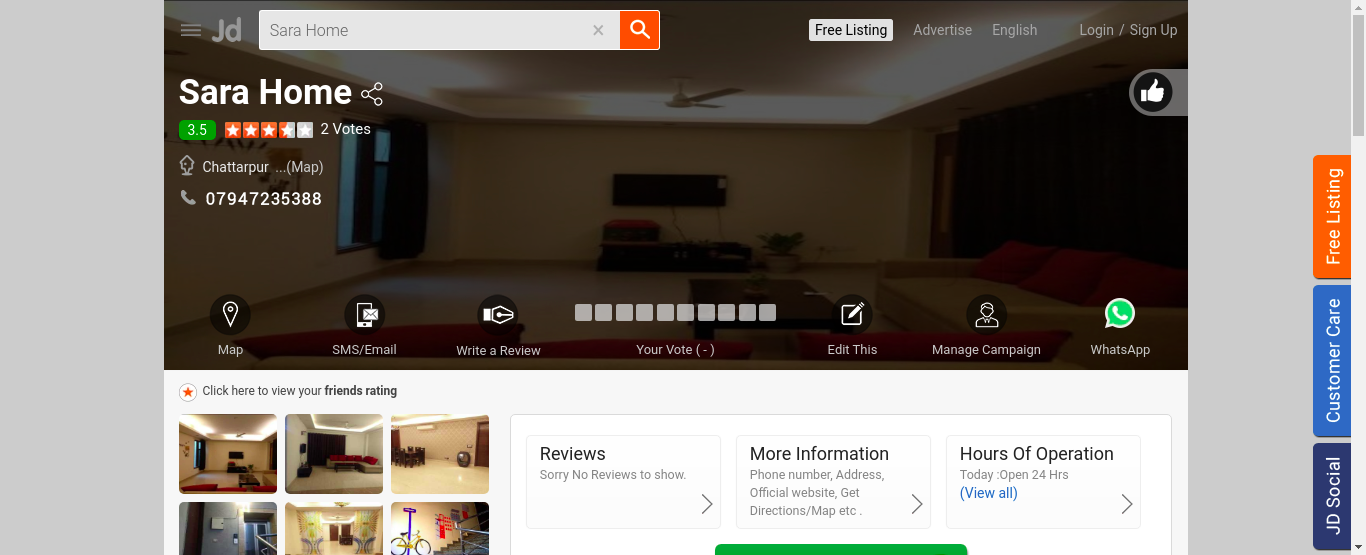 Jd
Sara Home
Free Listing
Advertise
English
Login / Sign Up
Sara Home
3.5
2 Votes
Chattarpur ...(Map)
07947235388
Map
SMS/Email
Write a Review
Your Vote ( - )
Edit This
Manage Campaign
WhatsApp
Click here to view your friends rating
Reviews
Sorry No Reviews to show.
More Information
Phone number, Address,
Official website, Get
Directions/Map etc .
Hours Of Operation
Today :Open 24 Hrs
(View all)
Free Listing
Customer Care
JD Social